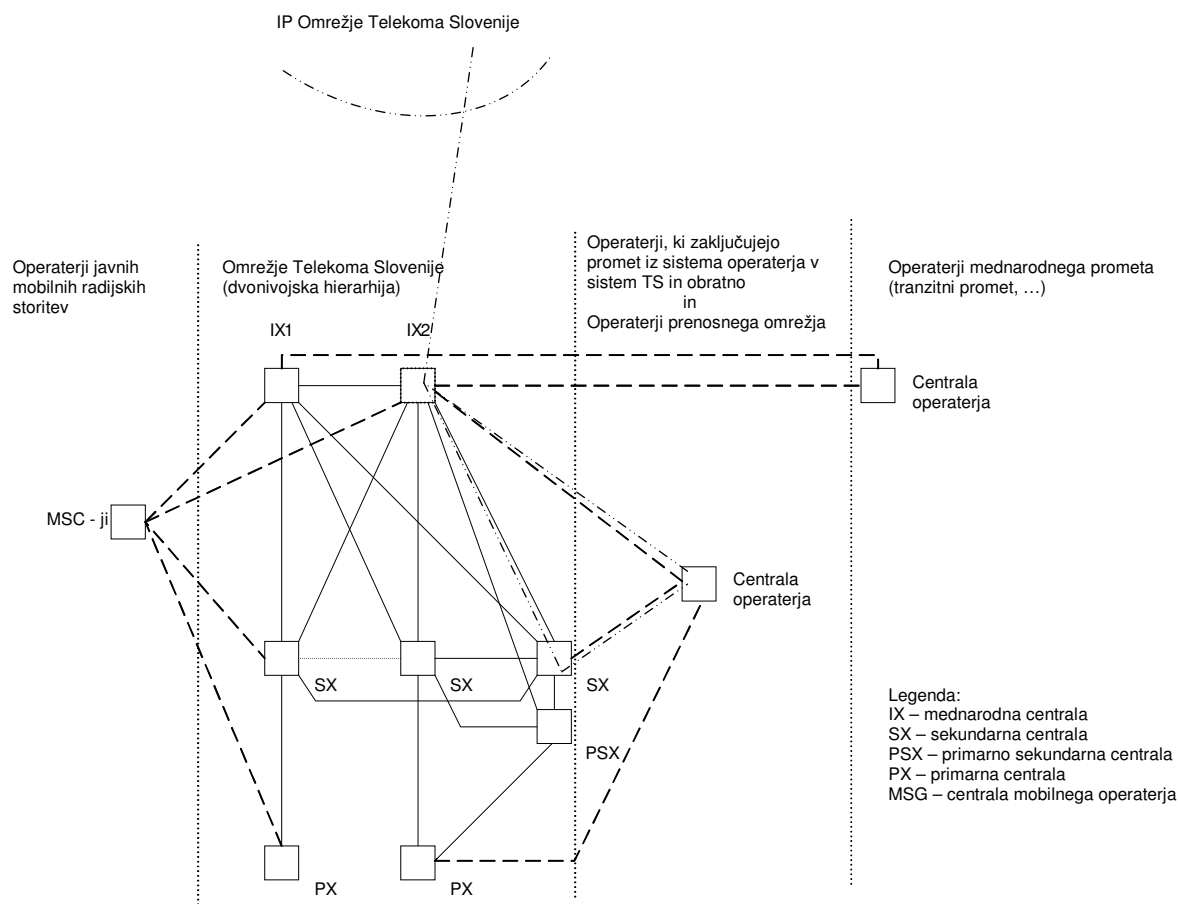 IP Omrežje Telekoma Slovenije
Operaterji javnih
mobilnih radijskih
storitev
Omrežje Telekoma Slovenije
(dvonivojska hierarhija)
Operaterji, ki zaključujejo
promet iz sistema operaterja v
sistem TS in obratno
in
Operaterji prenosnega omrežja
Operaterji mednarodnega prometa
(tranzitni promet, …)
IX1
IX2
Centrala
operaterja
MSC - ji
Centrala
operaterja
SX
SX
SX
PSX
PX
PX
Legenda:
IX – mednarodna centrala
SX – sekundarna centrala
PSX – primarno sekundarna centrala
PX – primarna centrala
MSG – centrala mobilnega operaterja